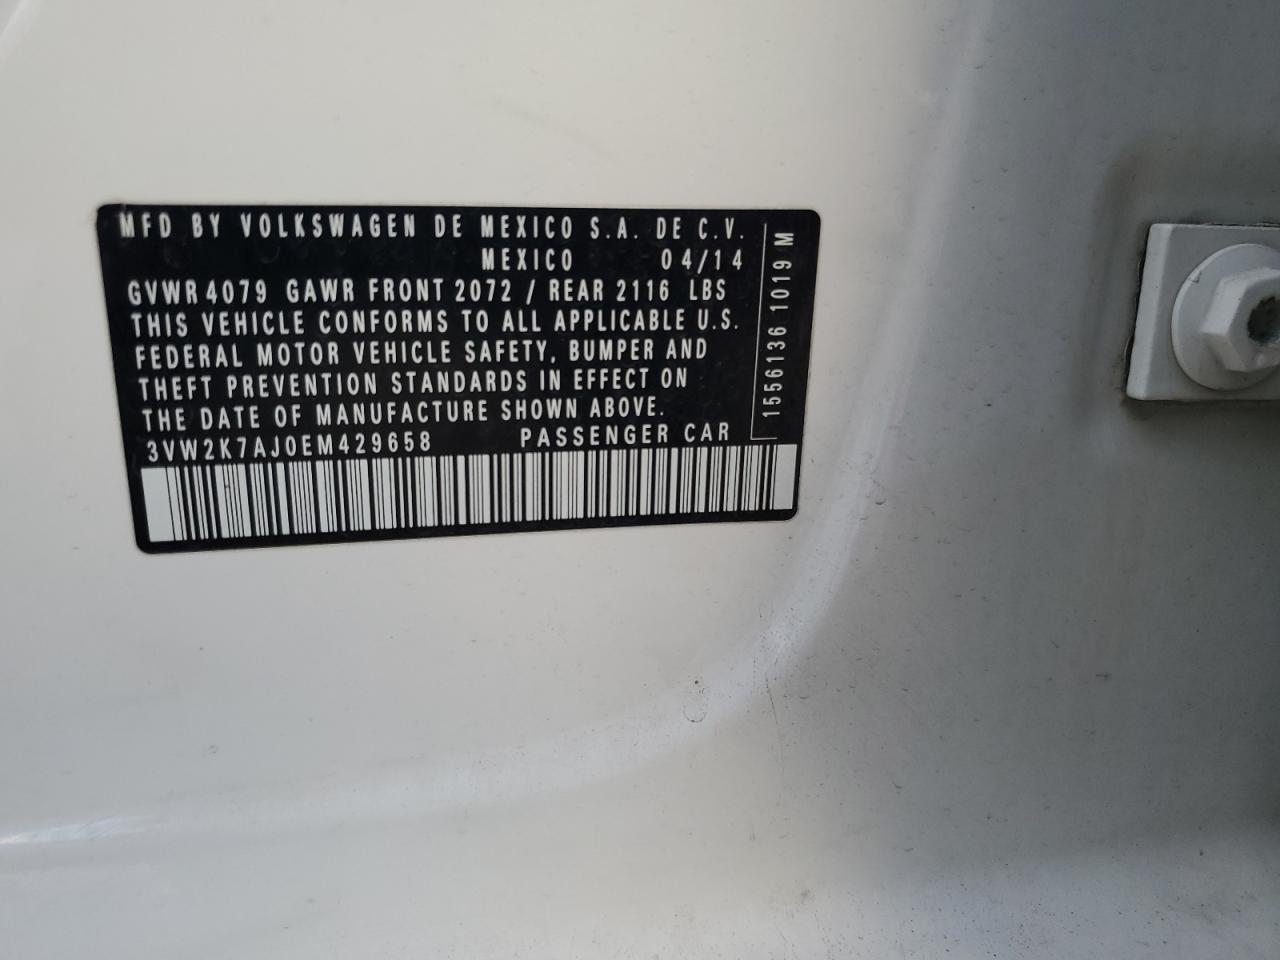 MFD BY VOLKSWAGEN DE MEXICO S.A. DE C.V.
MEXICO 04/14
GVWR 4079 GAWR FRONT 2072 / REAR 2116 LBS
THIS VEHICLE CONFORMS TO ALL APPLICABLE U.S.
FEDERAL MOTOR VEHICLE SAFETY, BUMPER AND
THEFT PREVENTION STANDARDS IN EFFECT ON
THE DATE OF MANUFACTURE SHOWN ABOVE.
3VW2K7AJ0EM429658 PASSENGER CAR
1556136 1019 M